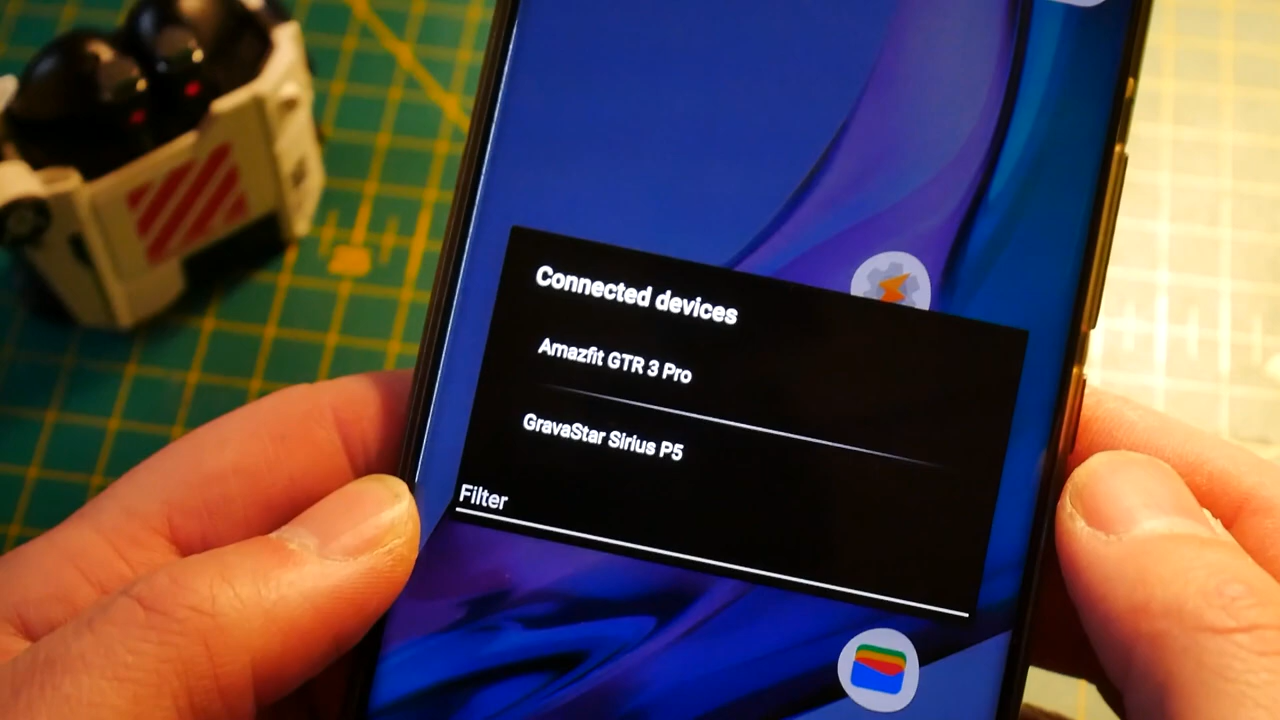 Connected devices
Amazfit GTR 3 Pro
GravaStar Sirius P5
Filter